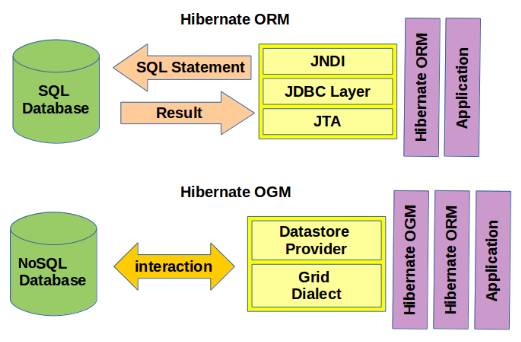 Hibernate ORM
SQL
Database
SQL Statement
Result
JNDI
JDBC Layer
JTA
Hibernate ORM
Application
Hibernate OGM
NoSQL
Database
interaction
Datastore
Provider
Grid
Dialect
Hibernate OGM
Hibernate ORM
Application